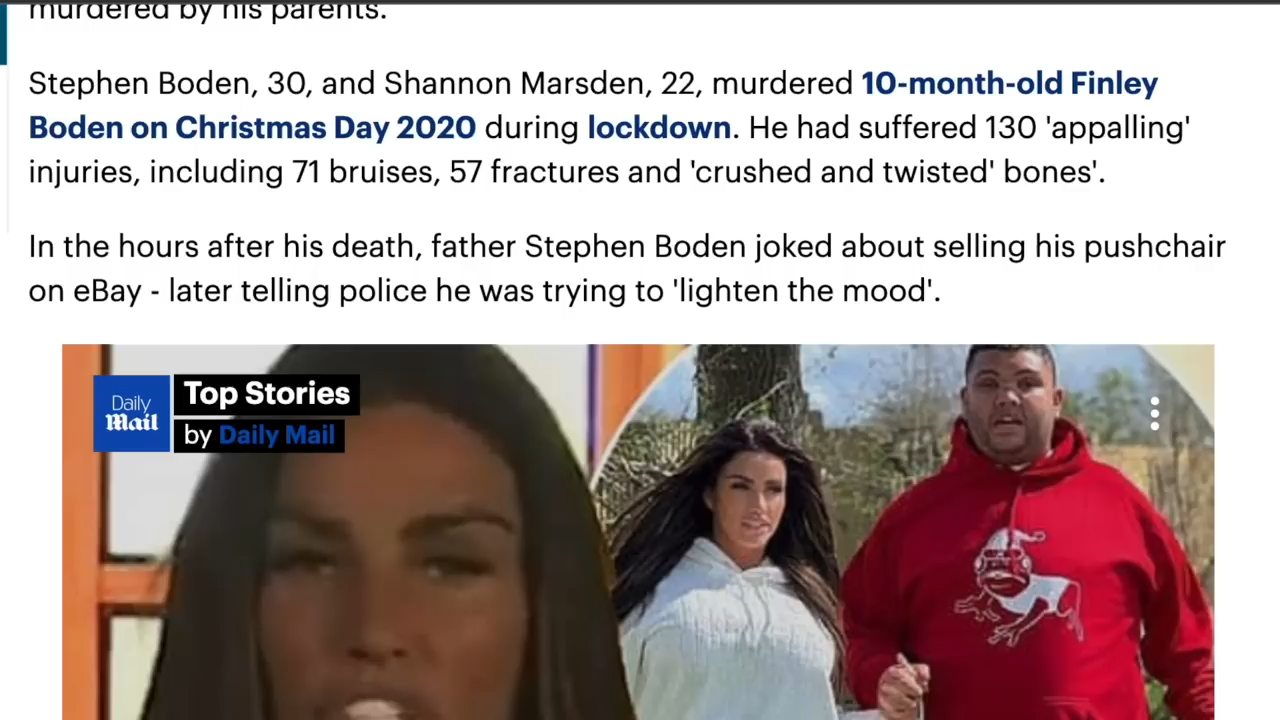 murdered by his parents.
Stephen Boden, 30, and Shannon Marsden, 22, murdered 10-month-old Finley
Boden on Christmas Day 2020 during lockdown. He had suffered 130 'appalling'
injuries, including 71 bruises, 57 fractures and 'crushed and twisted' bones'.
In the hours after his death, father Stephen Boden joked about selling his pushchair
on eBay - later telling police he was trying to 'lighten the mood'.
Daily
Mail
Top Stories
by Daily Mail